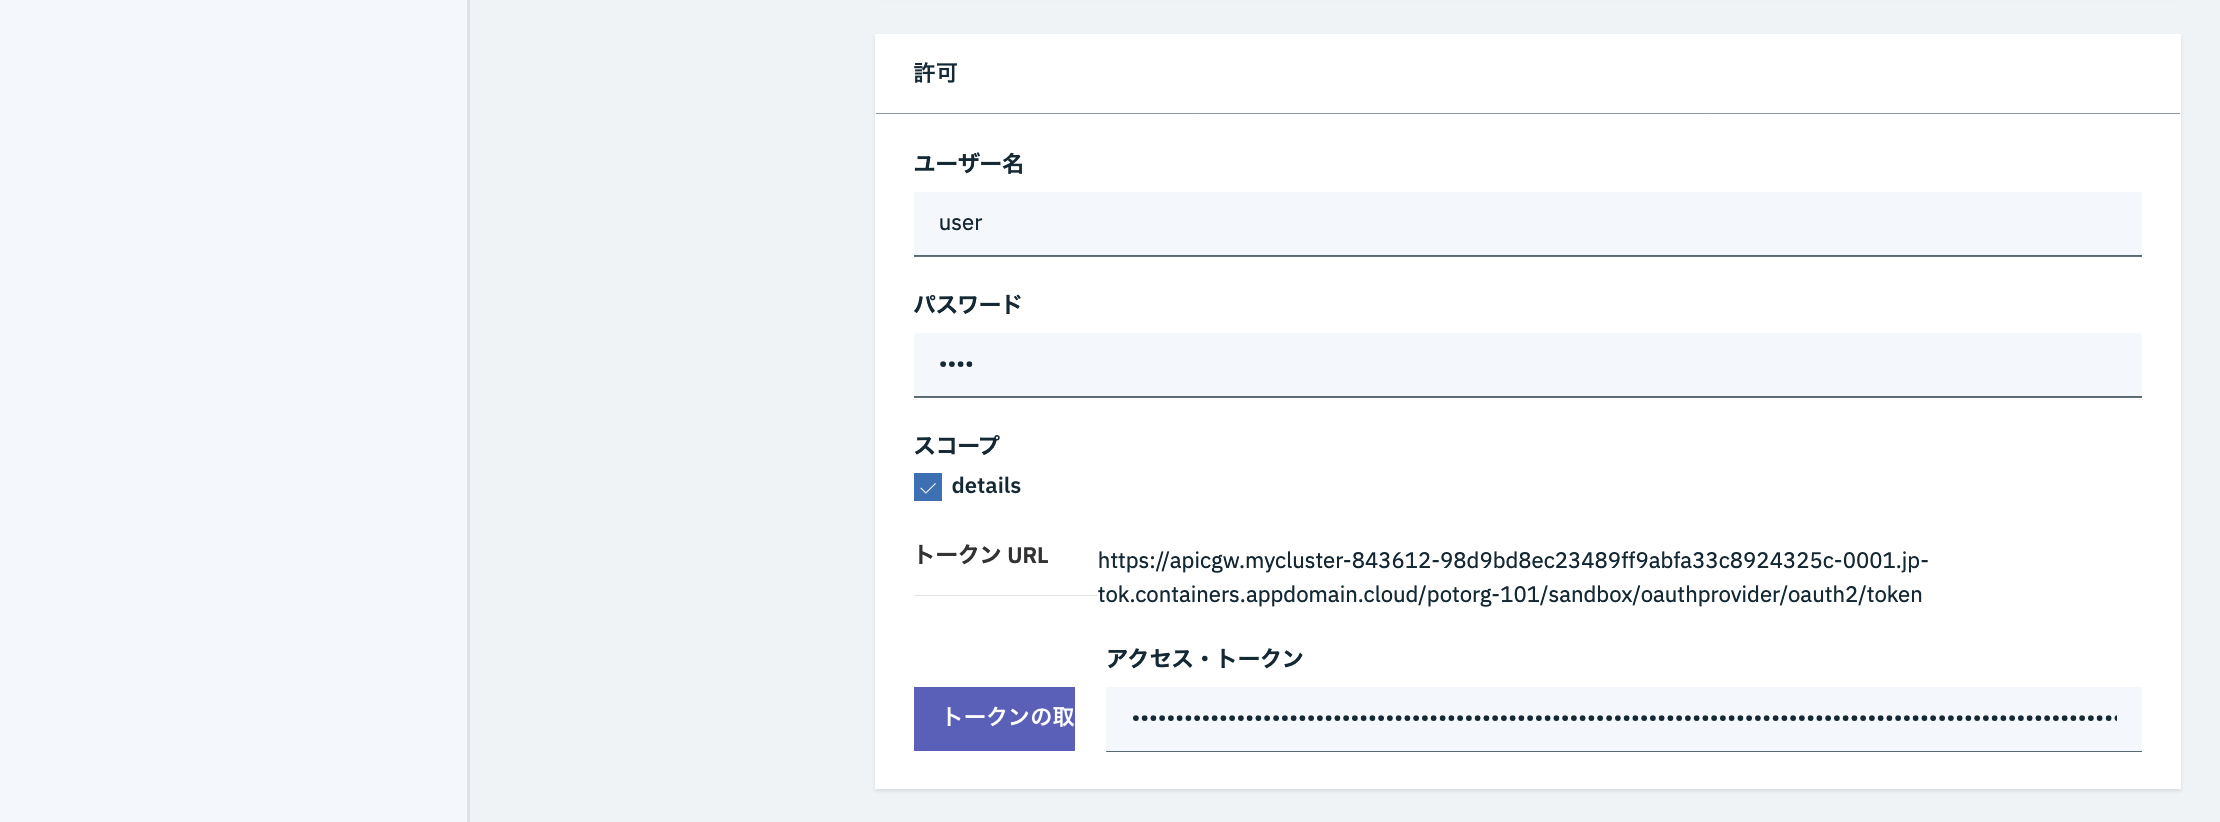 許可
ユーザー名
user
パスワード
••••
スコープ
details
トークン URL
https://apicgw.mycluster-843612-98d9bd8ec23489ff9abfa33c8924325c-0001.jp-
tok.containers.appdomain.cloud/potorg-101/sandbox/oauthprovider/oauth2/token
アクセス・トークン
トークンの取